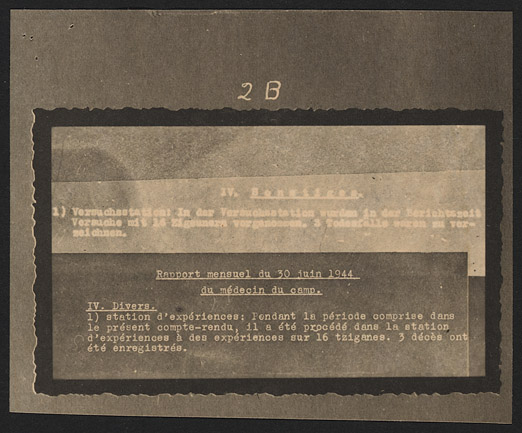 2 B
IV. Sonstiges.
1) Versuchsstation: In der Versuchsstation wurden in der Berichtszeit
Versuche mit 16 Zigeunern vorgenommen, 3 Todesfälle waren zu ver-
zeichnen.
Rapport mensuel du 30 juin 1944
du médecin du camp.
IV. Divers.
1) station d'expériences: Pendant la période comprise dans
le présent compte-rendu, il a été procédé dans la station
d'expériences à des expériences sur 16 tziganes. 3 décès ont
été enregistrés.